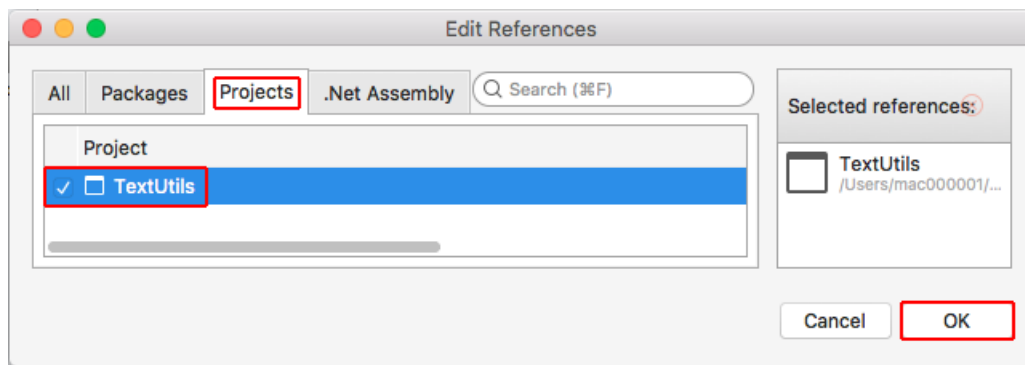 Edit References
All Packages Projects .Net Assembly Search (⌘F)
Project
TextUtils
Selected references:
TextUtils
/Users/mac000001/...
Cancel OK